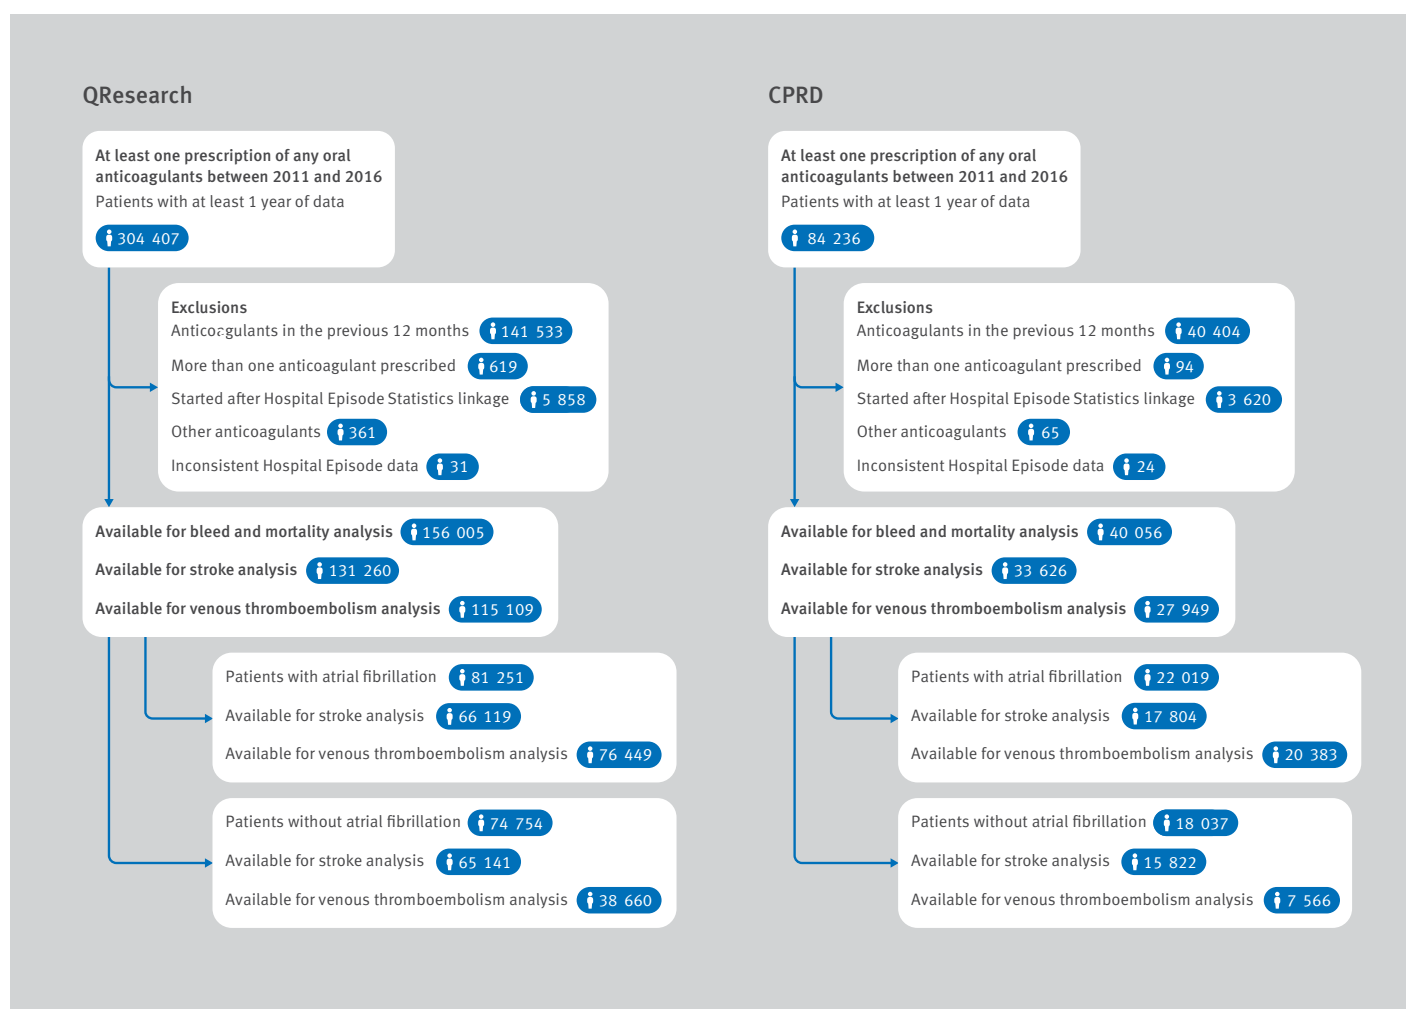 QResearch
At least one prescription of any oral
anticoagulants between 2011 and 2016
Patients with at least 1 year of data
304 407
Exclusions
Anticoagulants in the previous 12 months 141 533
More than one anticoagulant prescribed 619
Started after Hospital Episode Statistics linkage 5 858
Other anticoagulants 361
Inconsistent Hospital Episode data 31
Available for bleed and mortality analysis 156 005
Available for stroke analysis 131 260
Available for venous thromboembolism analysis 115 109
Patients with atrial fibrillation 81 251
Available for stroke analysis 66 119
Available for venous thromboembolism analysis 76 449
Patients without atrial fibrillation 74 754
Available for stroke analysis 65 141
Available for venous thromboembolism analysis 38 660
CPRD
At least one prescription of any oral
anticoagulants between 2011 and 2016
Patients with at least 1 year of data
84 236
Exclusions
Anticoagulants in the previous 12 months 40 404
More than one anticoagulant prescribed 94
Started after Hospital Episode Statistics linkage 3 620
Other anticoagulants 65
Inconsistent Hospital Episode data 24
Available for bleed and mortality analysis 40 056
Available for stroke analysis 33 626
Available for venous thromboembolism analysis 27 949
Patients with atrial fibrillation 22 019
Available for stroke analysis 17 804
Available for venous thromboembolism analysis 20 383
Patients without atrial fibrillation 18 037
Available for stroke analysis 15 822
Available for venous thromboembolism analysis 7 566